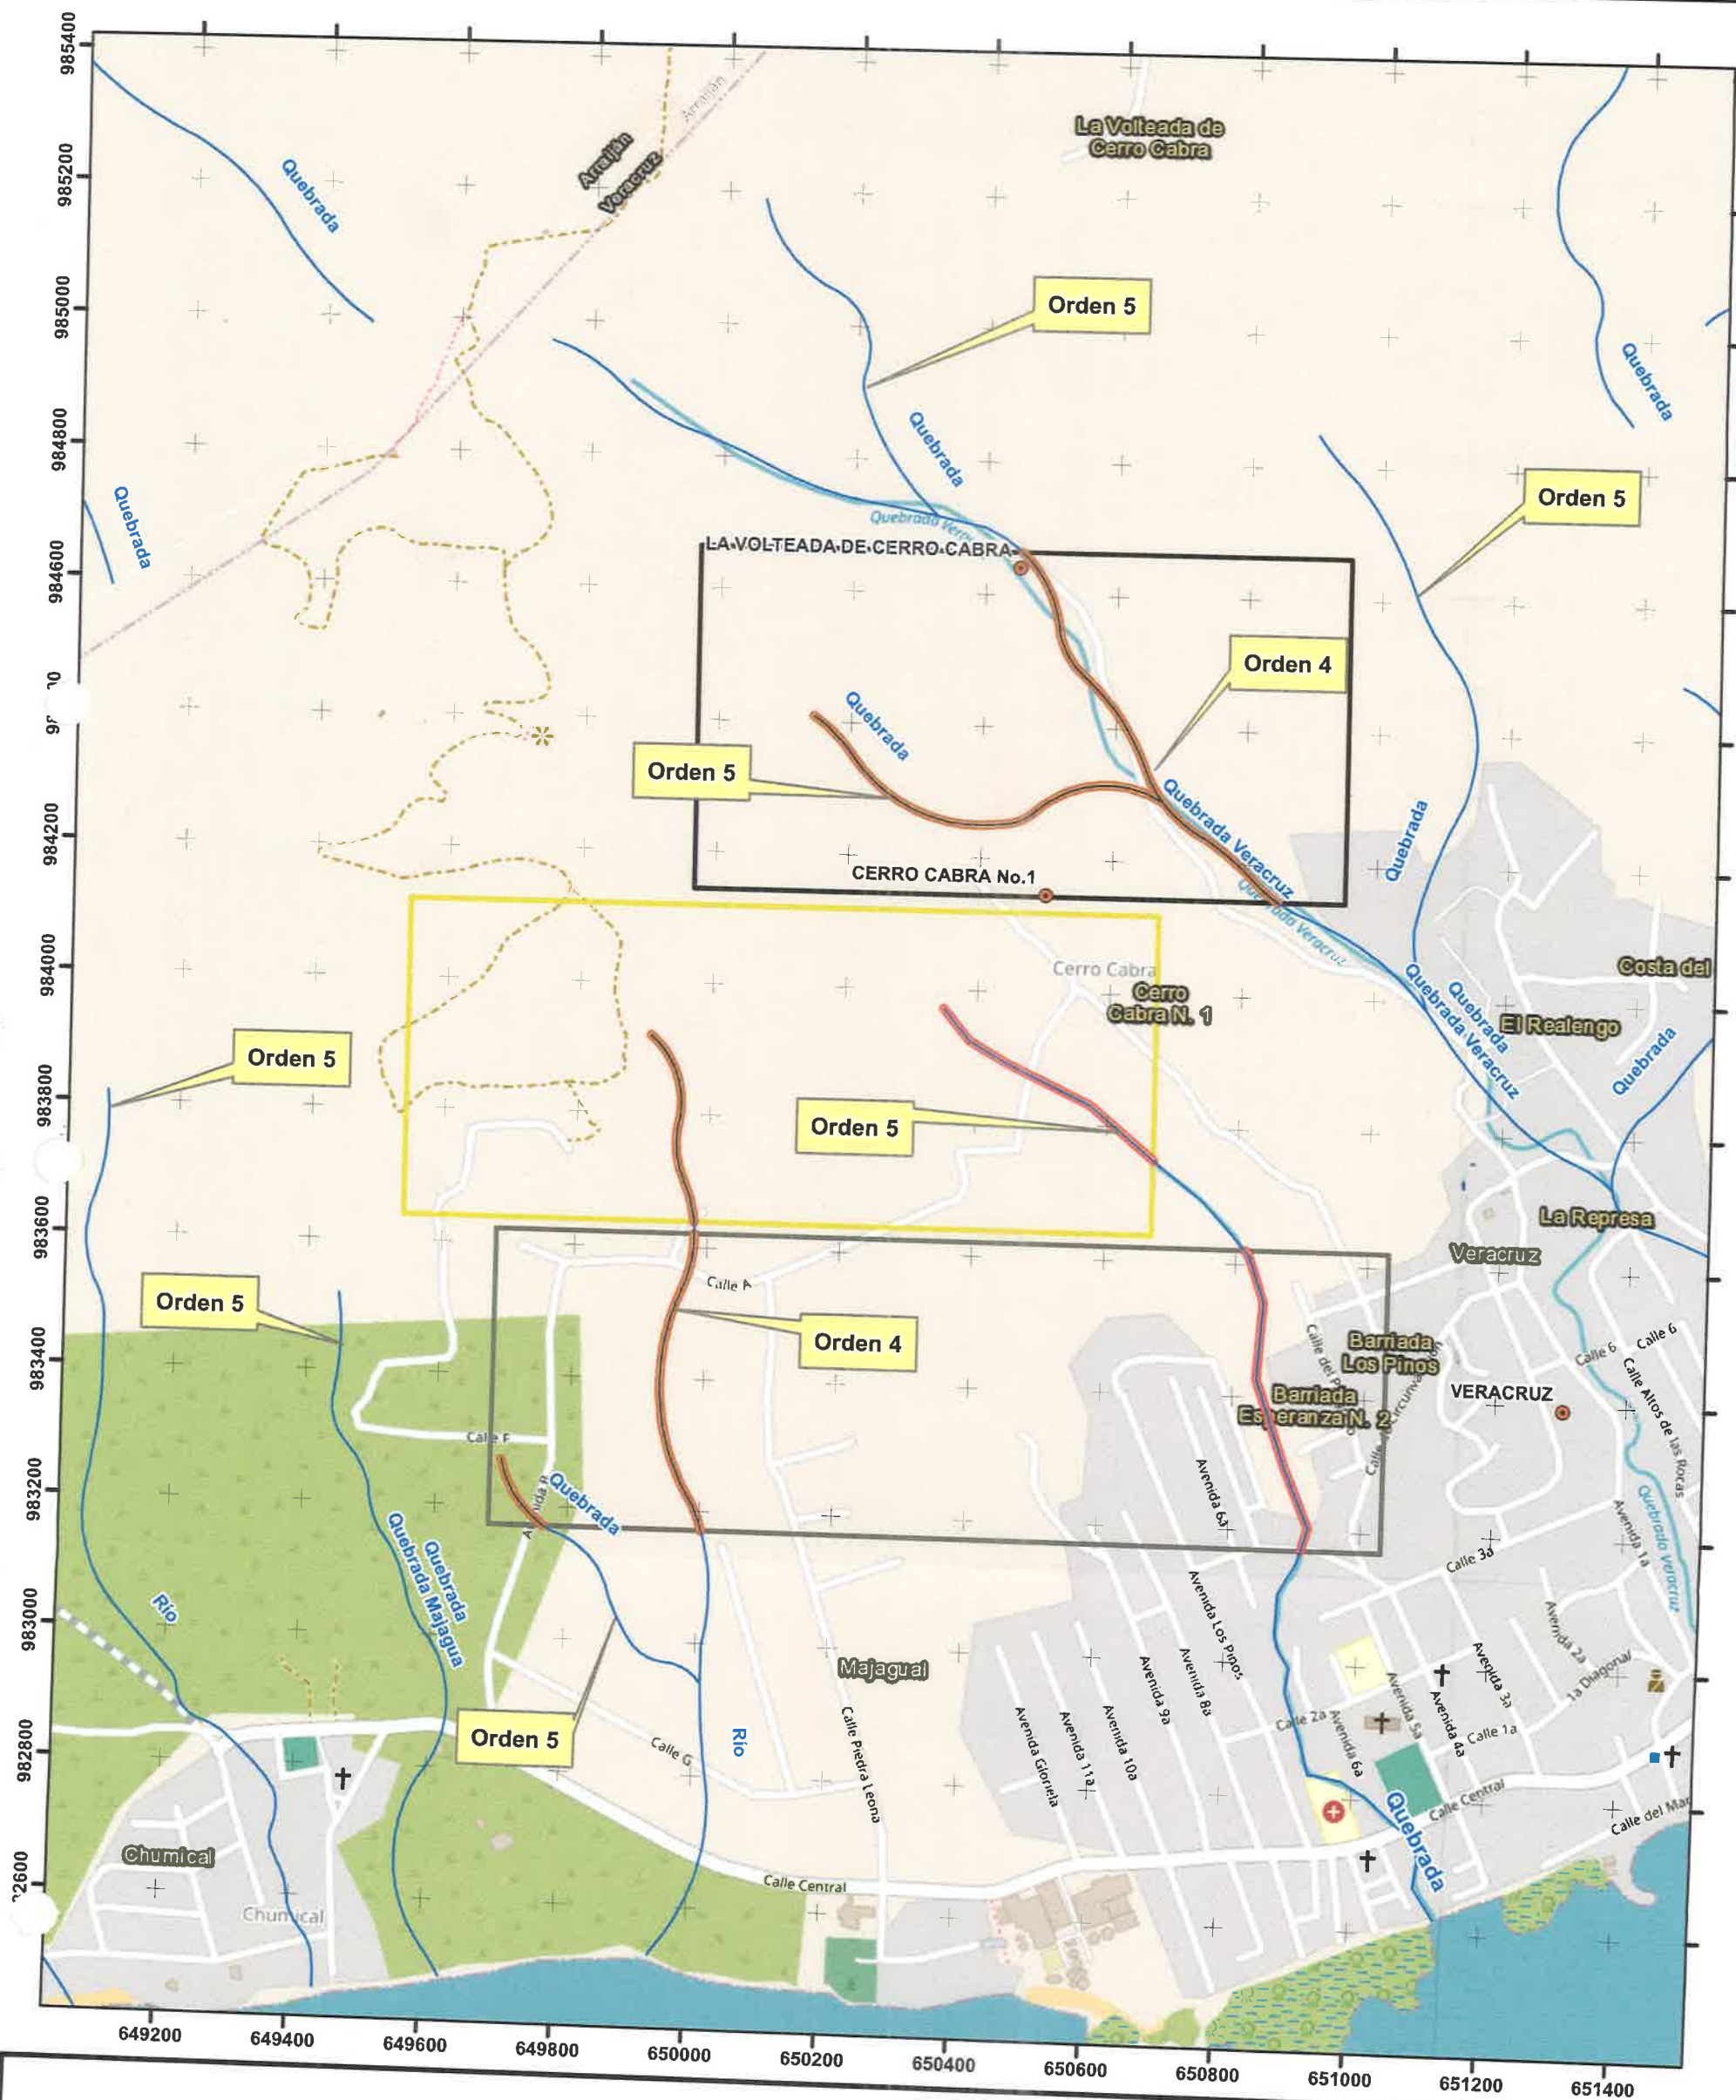 985400
985200
985000
984800
984600
984200
984000
983800
983600
983400
983200
983000
982800
2600
649200
649400
649600
649800
650000
650200
650400
650600
650800
651000
651200
651400
Arraiján
Arraiján
Veracruz
La Volteada de
Cerro Cabra
Quebrada
Orden 5
Quebrada
Quebrada
Orden 5
Quebrada
LA VOLTEADA DE CERRO CABRA
Orden 4
Quebrada
Orden 5
Quebrada Veracruz
Quebrada
CERRO CABRA No.1
Quebrada Veracruz
Cerro Cabra
Cerro
Cabra N. 1
Costa del
Quebrada
Quebrada Veracruz
El Realengo
Quebrada
Orden 5
Orden 5
La Represa
Veracruz
Calle A
Orden 5
Orden 4
Barriada
Los Pinos
Calle 6
Calle 6
Barriada
Esperanza N. 2
VERACRUZ
Calle Altos de las Rocas
Calle F
Quebrada
Avenida 6a
Quebrada Veracruz
Avenida 1a
Quebrada
Quebrada Majagua
Calle 3a
Río
Avenida Los Pinos
Avenida 2a
1a Diagonal
Majagual
Avenida 9a
Avenida 8a
Avenida 3a
Avenida 5a
Avenida 4a
Orden 5
Río
Calle G
Calle Piedra Leona
Avenida Gloriela
Avenida 11a
Avenida 10a
Calle 2a
Avenida 6a
Calle 1a
Quebrada
Calle Central
Calle del Mar
Chumical
Chumical
Calle Central